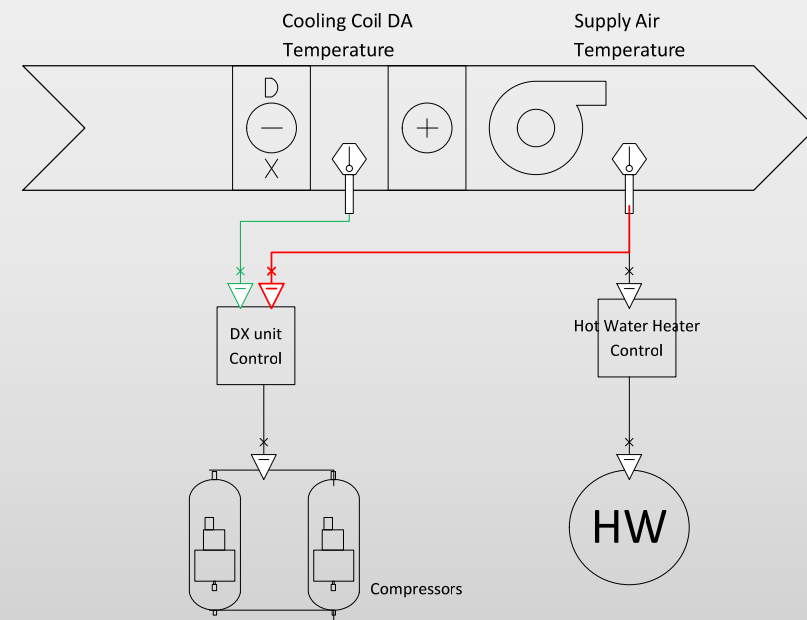 Cooling Coil DA
Temperature
Supply Air
Temperature
D
X
DX unit
Control
Hot Water Heater
Control
HW
Compressors